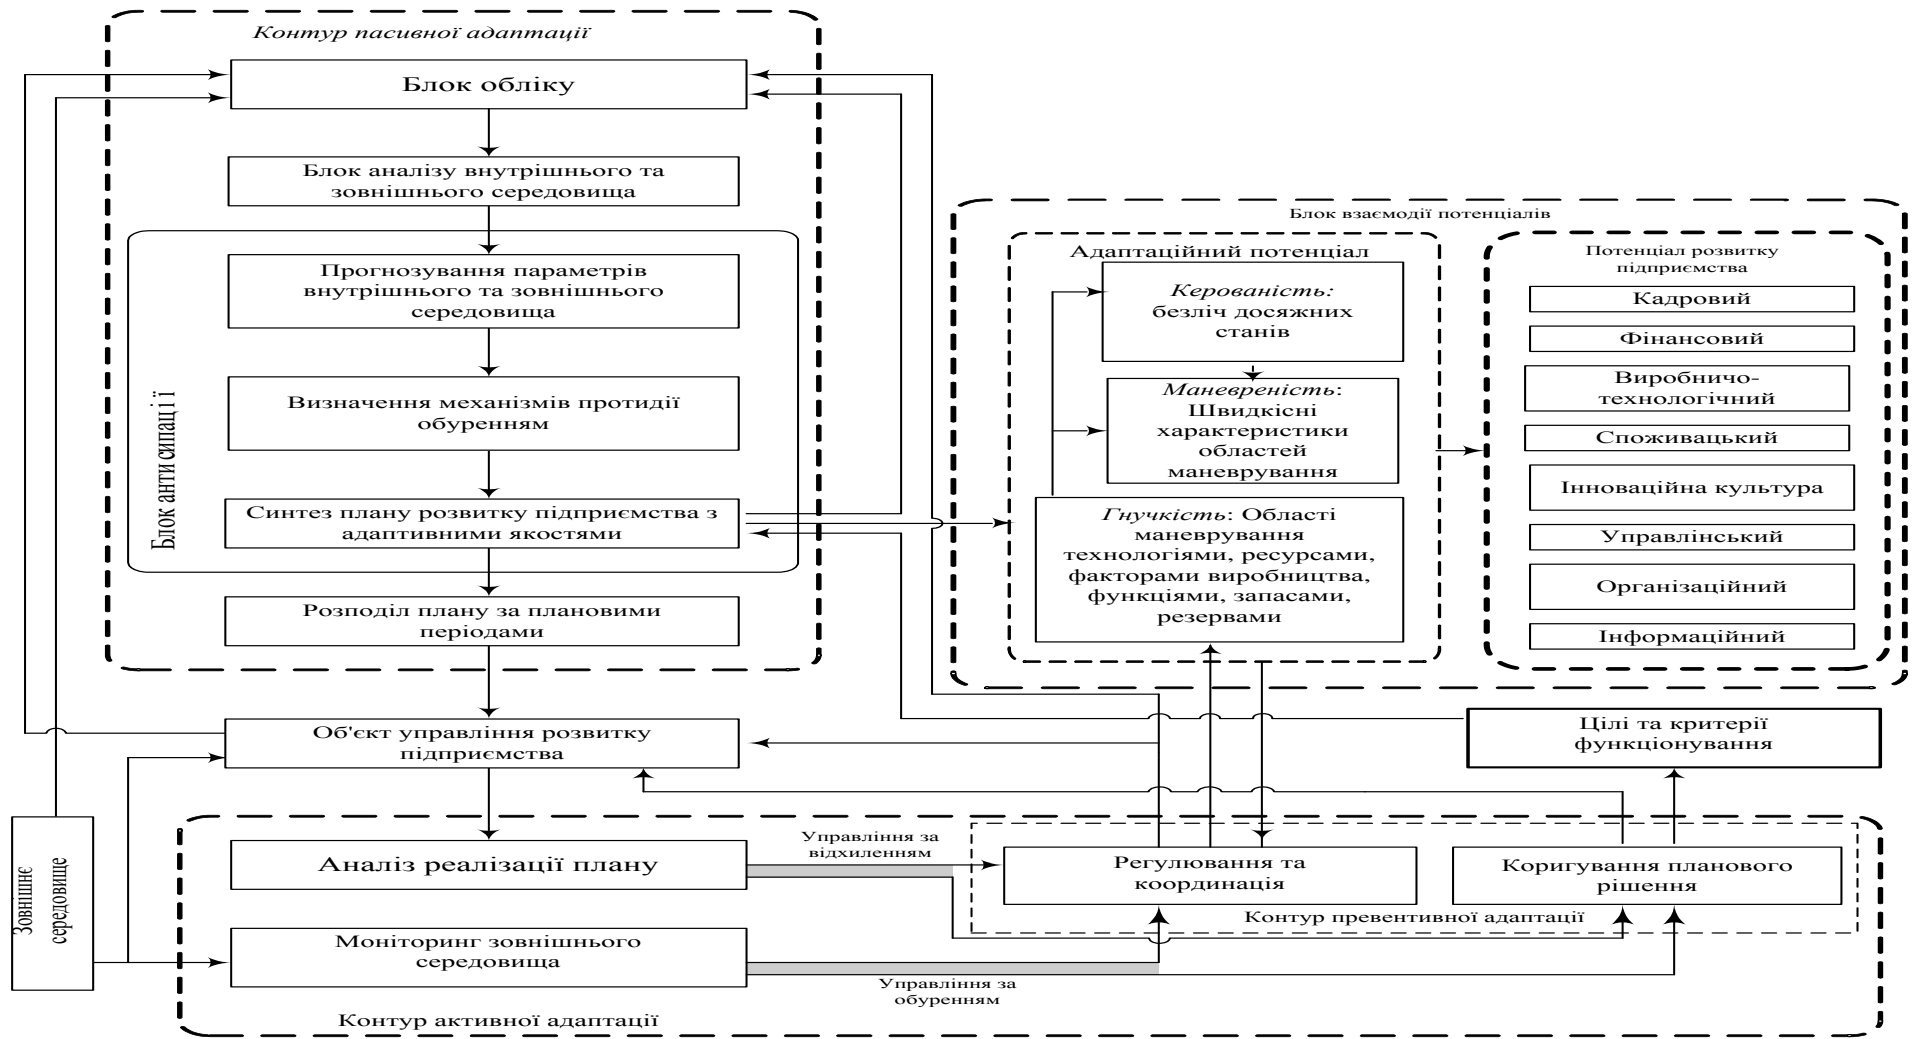 Контур пасивної адаптації
Блок обліку
Блок аналізу внутрішнього та
зовнішнього середовища
Прогнозування параметрів
внутрішнього та зовнішнього
середовища
Визначення механізмів протидії
обуренням
Синтез плану розвитку підприємства з
адаптивними якостями
Блок антисипації
Розподіл плану за плановими
періодами
Об'єкт управління розвитку
підприємства
Блок взаємодії потенціалів
Адаптаційний потенціал
Керованість:
безліч досяжних
станів
Маневреність:
Швидкісні
характеристики
областей
маневрування
Гнучкість: Області
маневрування
технологіями, ресурсами,
факторами виробництва,
функціями, запасами,
резервами
Потенціал розвитку
підприємства
Кадровий
Фінансовий
Виробничо-
технологічний
Споживацький
Інноваційна культура
Управлінський
Організаційний
Інформаційний
Цілі та критерії
функціонування
Зовнішнє
середовище
Аналіз реалізації плану
Управління за
відхиленням
Регулювання та
координація
Коригування планового
рішення
Контур превентивної адаптації
Моніторинг зовнішнього
середовища
Управління за
обуренням
Контур активної адаптації